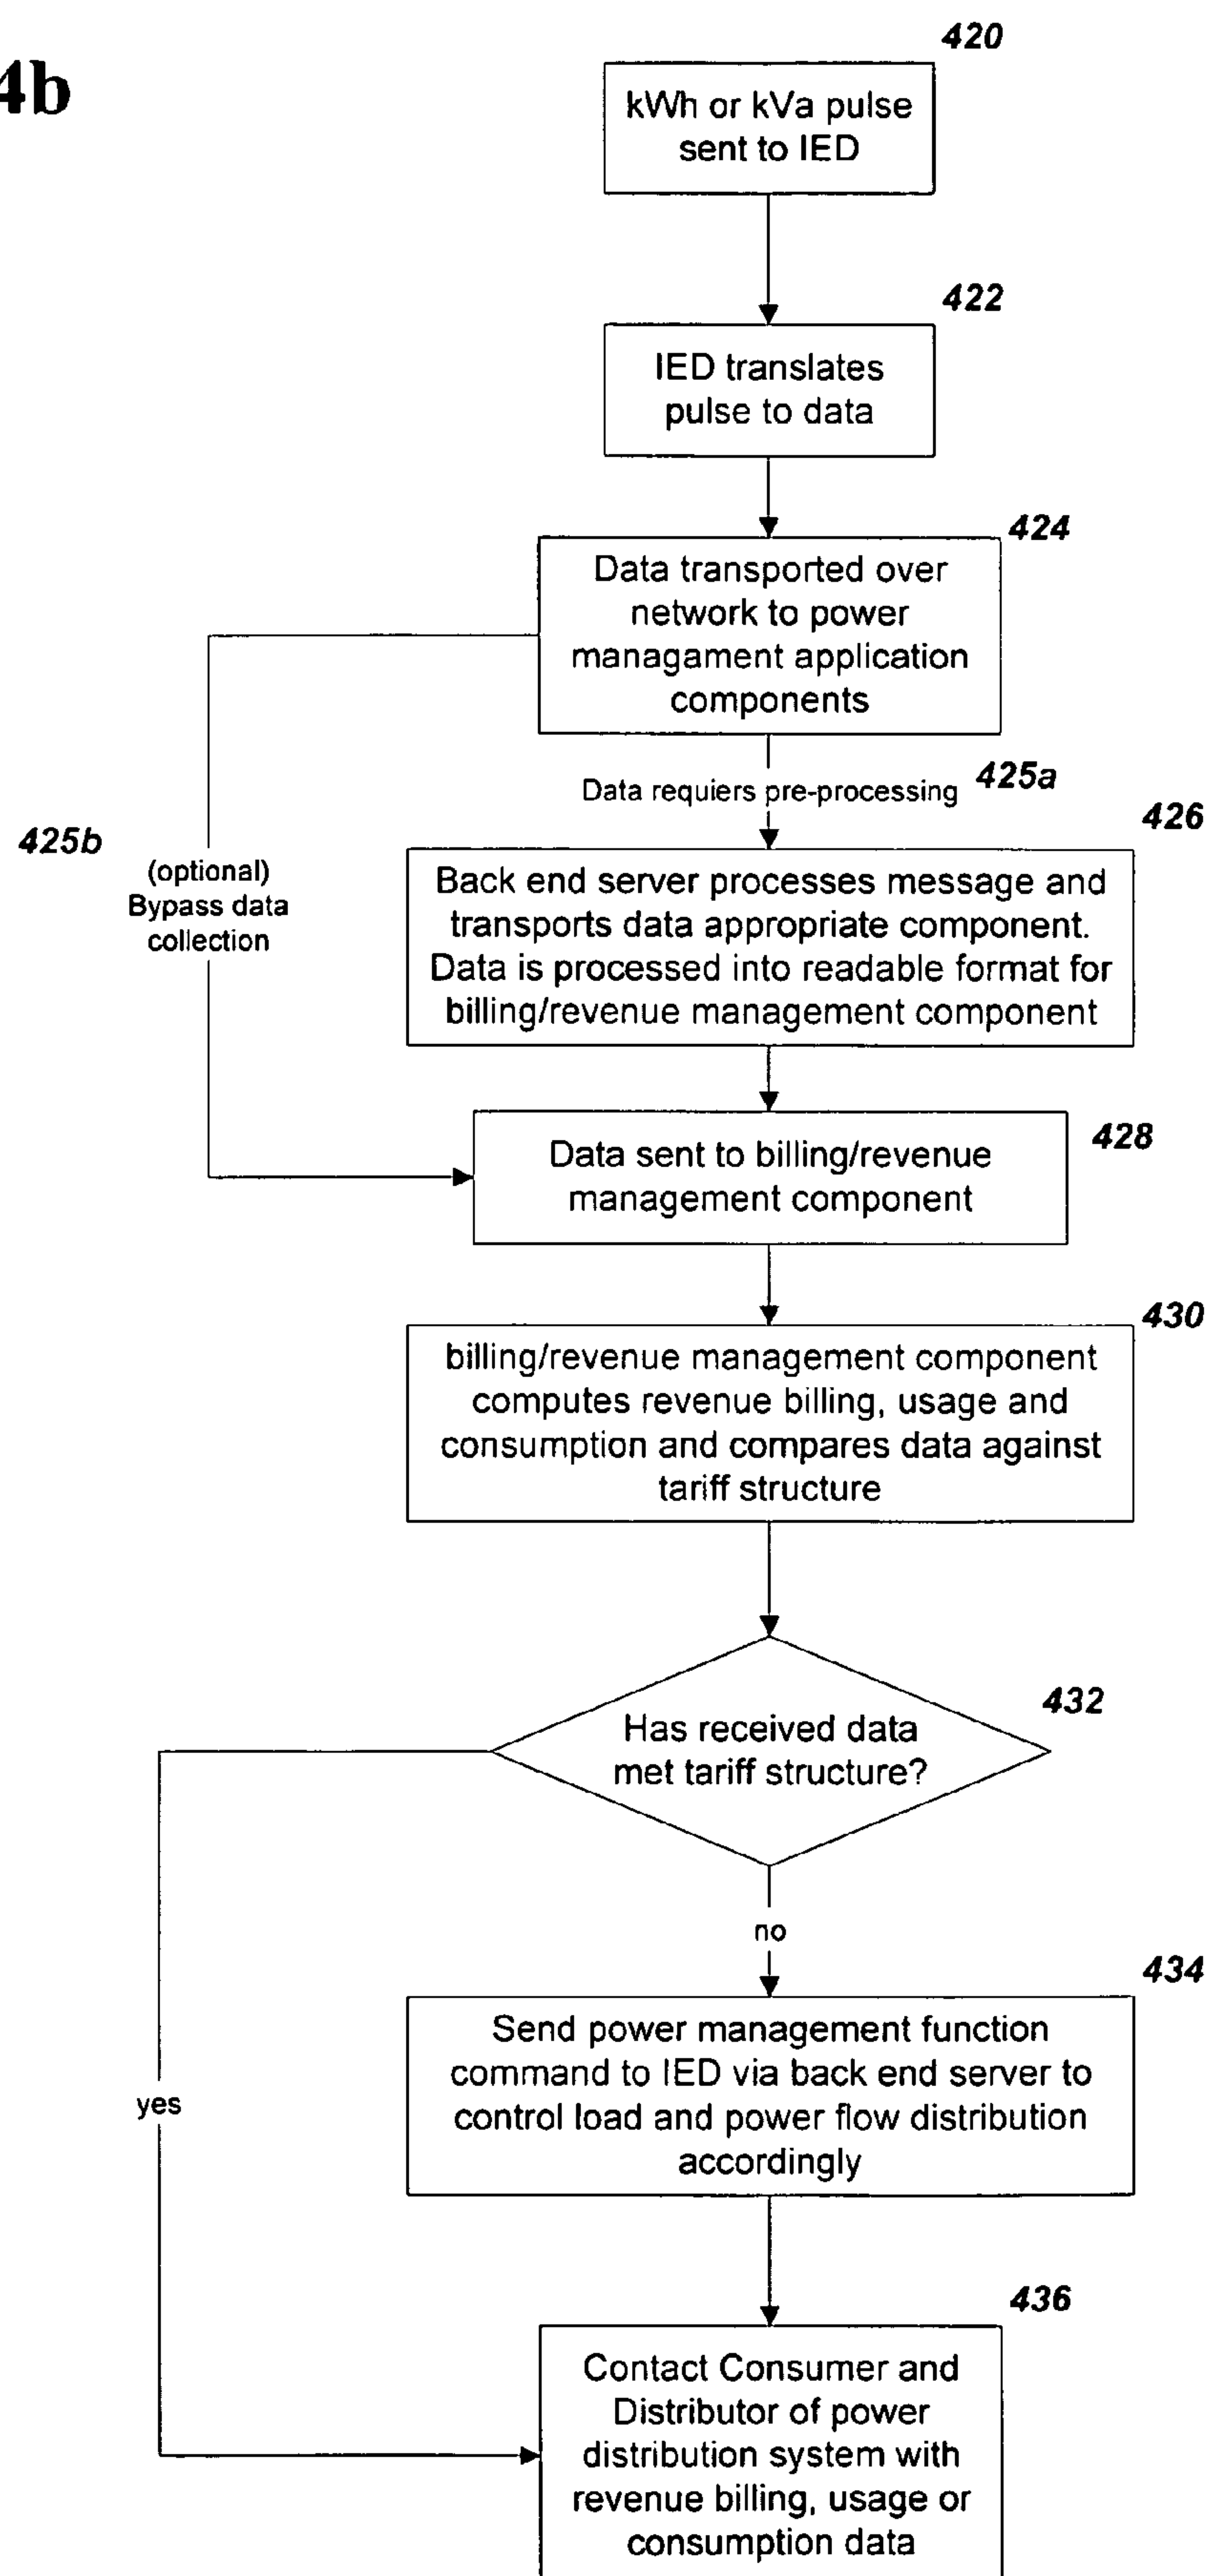 4b
420
kWh or kVa pulse
sent to IED
422
IED translates
pulse to data
424
Data transported over
network to power
managament application
components
Data requiers pre-processing
425a
425b
(optional)
Bypass data
collection
426
Back end server processes message and
transports data appropriate component.
Data is processed into readable format for
billing/revenue management component
428
Data sent to billing/revenue
management component
430
billing/revenue management component
computes revenue billing, usage and
consumption and compares data against
tariff structure
432
Has received data
met tariff structure?
no
yes
434
Send power management function
command to IED via back end server to
control load and power flow distribution
accordingly
436
Contact Consumer and
Distributor of power
distribution system with
revenue billing, usage or
consumption data